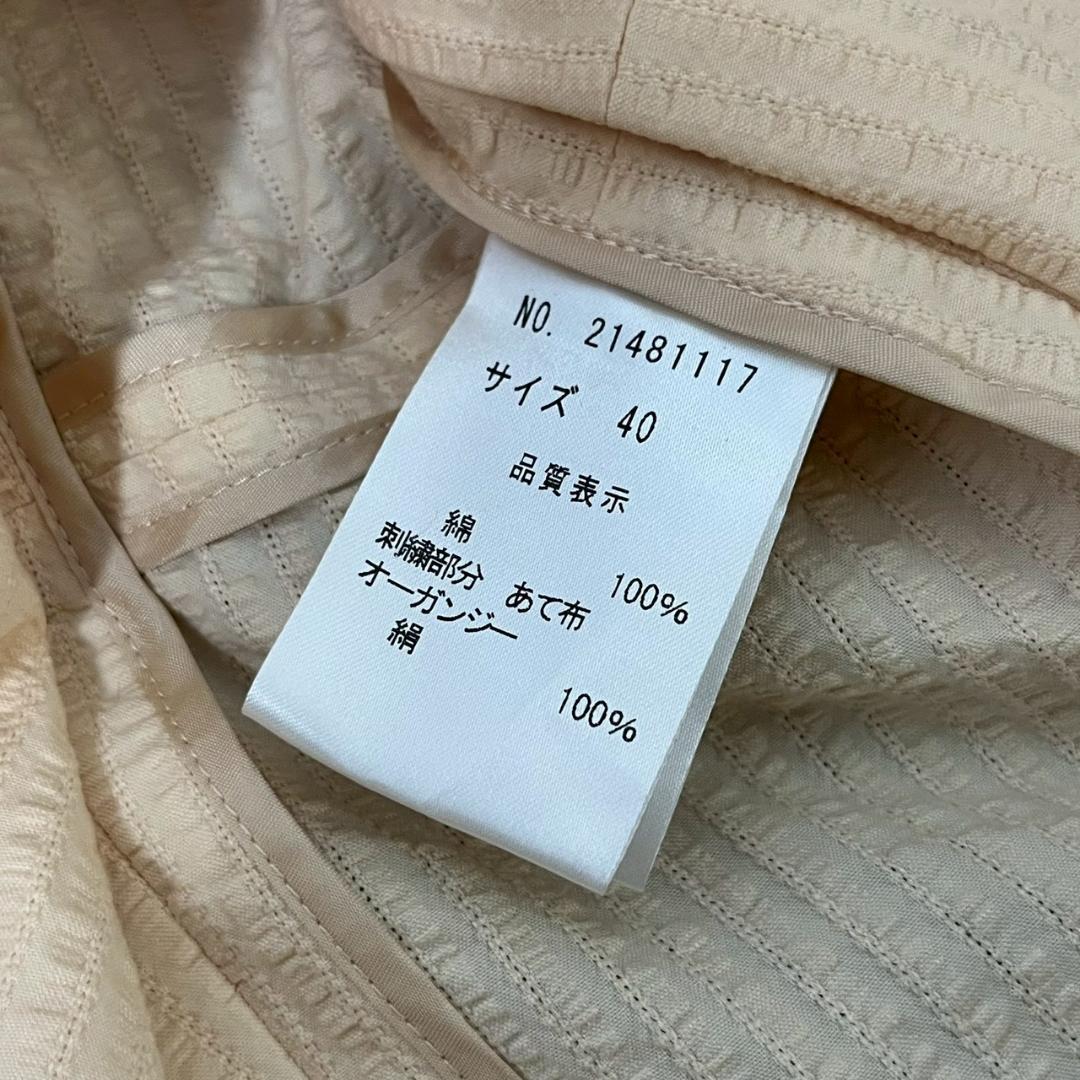 NO. 21481117
サイズ 40
品質表示
綿 100%
刺繍部分 あて布
オーガンジー
絹 100%